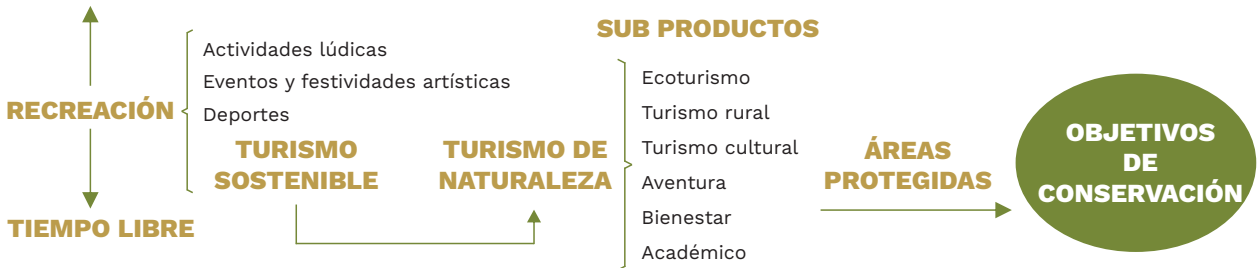 RECREACIÓN
TIEMPO LIBRE
Actividades lúdicas
Eventos y festividades artísticas
Deportes
TURISMO
SOSTENIBLE
TURISMO DE
NATURALEZA
SUB PRODUCTOS
Ecoturismo
Turismo rural
Turismo cultural
Aventura
Bienestar
Académico
ÁREAS
PROTEGIDAS
OBJETIVOS
DE
CONSERVACIÓN